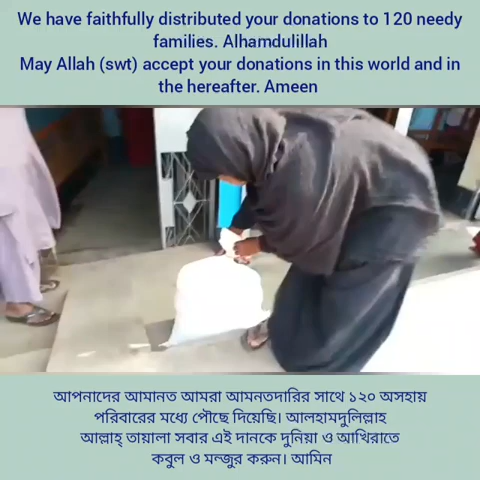 We have faithfully distributed your donations to 120 needy
families. Alhamdulillah
May Allah (swt) accept your donations in this world and in
the hereafter. Ameen
আপনাদের আমানত আমরা আমনতদারির সাথে ১২০ অসহায়
পরিবারের মধ্যে পৌছে দিয়েছি। আলহামদুলিল্লাহ
আল্লাহ্ তায়ালা সবার এই দানকে দুনিয়া ও আখিরাতে
কবুল ও মন্জুর করুন। আমিন